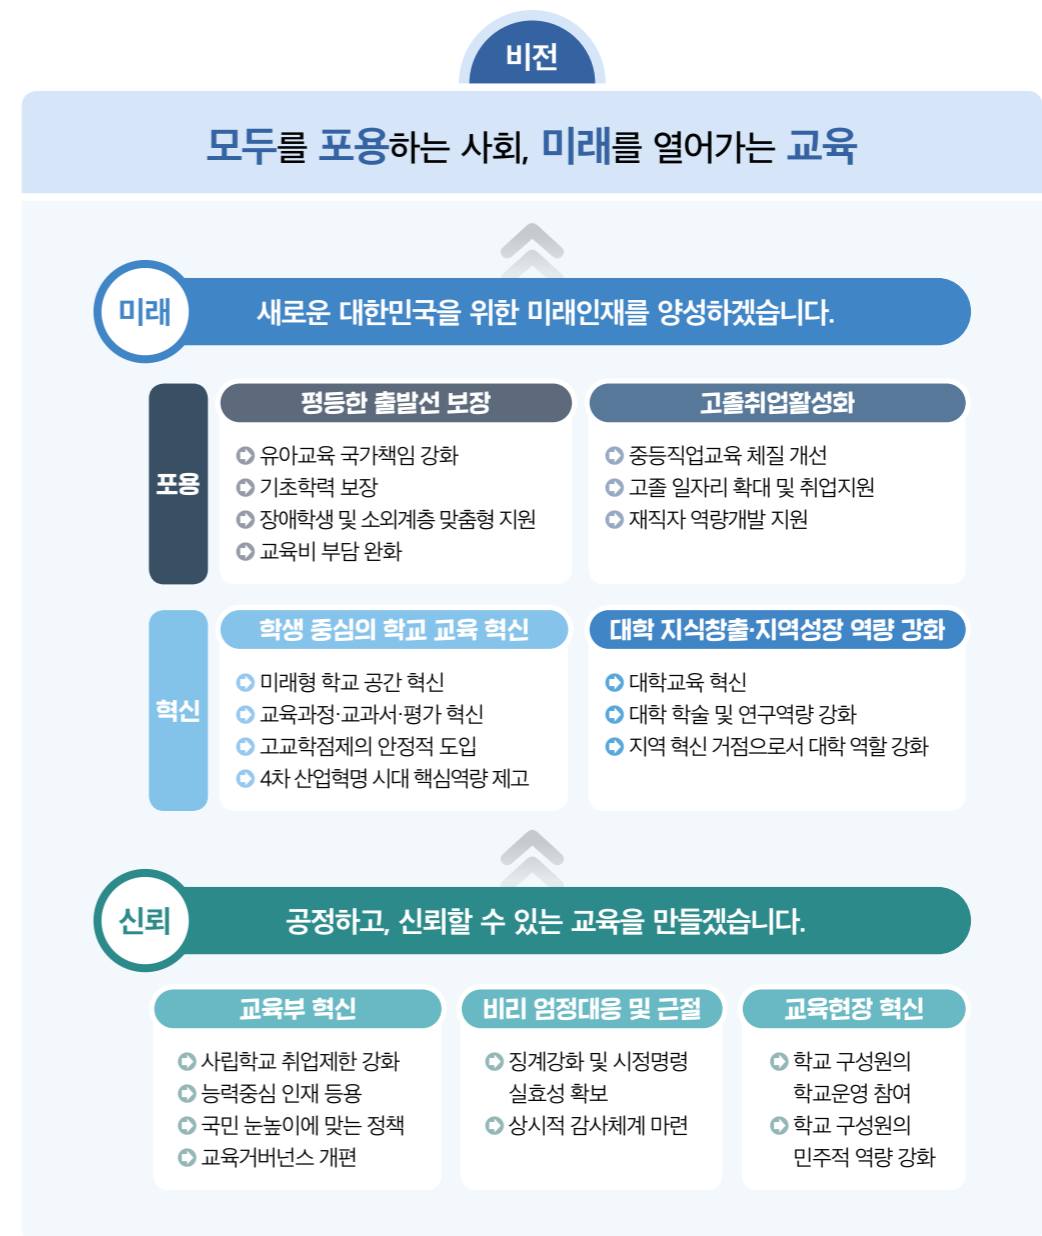 비전
모두를 포용하는 사회, 미래를 열어가는 교육
미래
새로운 대한민국을 위한 미래인재를 양성하겠습니다.
포용
평등한 출발선 보장
유아교육 국가책임 강화
기초학력 보장
장애학생 및 소외계층 맞춤형 지원
교육비 부담 완화
고졸취업활성화
중등직업교육 체질 개선
고졸 일자리 확대 및 취업지원
재직자 역량개발 지원
혁신
학생 중심의 학교 교육 혁신
미래형 학교 공간 혁신
교육과정·교과서·평가 혁신
고교학점제의 안정적 도입
4차 산업혁명 시대 핵심역량 제고
대학 지식창출·지역성장 역량 강화
대학교육 혁신
대학 학술 및 연구역량 강화
지역 혁신 거점으로서 대학 역할 강화
신뢰
공정하고, 신뢰할 수 있는 교육을 만들겠습니다.
교육부 혁신
사립학교 취업제한 강화
능력중심 인재 등용
국민 눈높이에 맞는 정책
교육거버넌스 개편
비리 엄정대응 및 근절
징계강화 및 시정명령
실효성 확보
상시적 감사체계 마련
교육현장 혁신
학교 구성원의
학교운영 참여
학교 구성원의
민주적 역량 강화